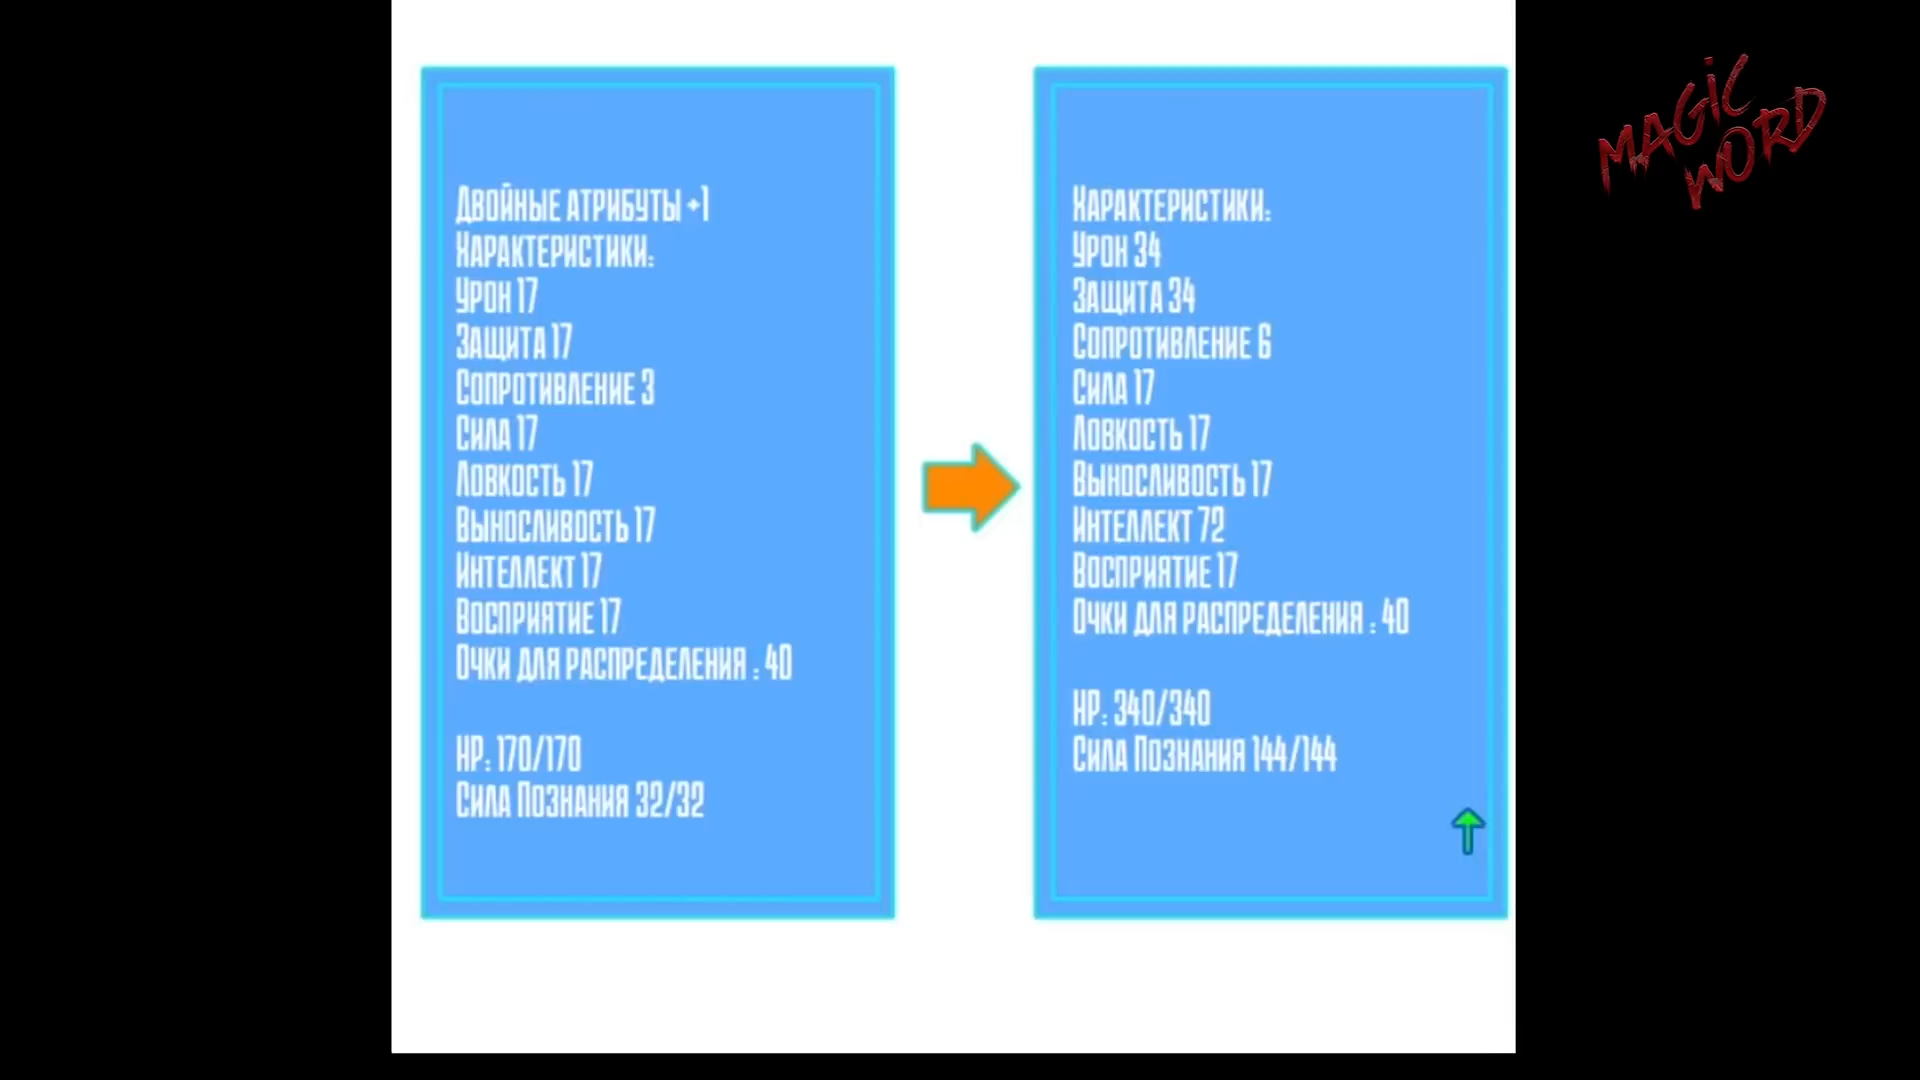 Двойные атрибуты +1
Характеристики:
Урон 17
Защита 17
Сопротивление 3
Сила 17
Ловкость 17
Выносливость 17
Интеллект 17
Восприятие 17
Очки для распределения : 40
HP: 170/170
Сила Познания 32/32
Характеристики:
Урон 34
Защита 34
Сопротивление 6
Сила 17
Ловкость 17
Выносливость 17
Интеллект 72
Восприятие 17
Очки для распределения : 40
HP: 340/340
Сила Познания 144/144
MAGiC
WORD